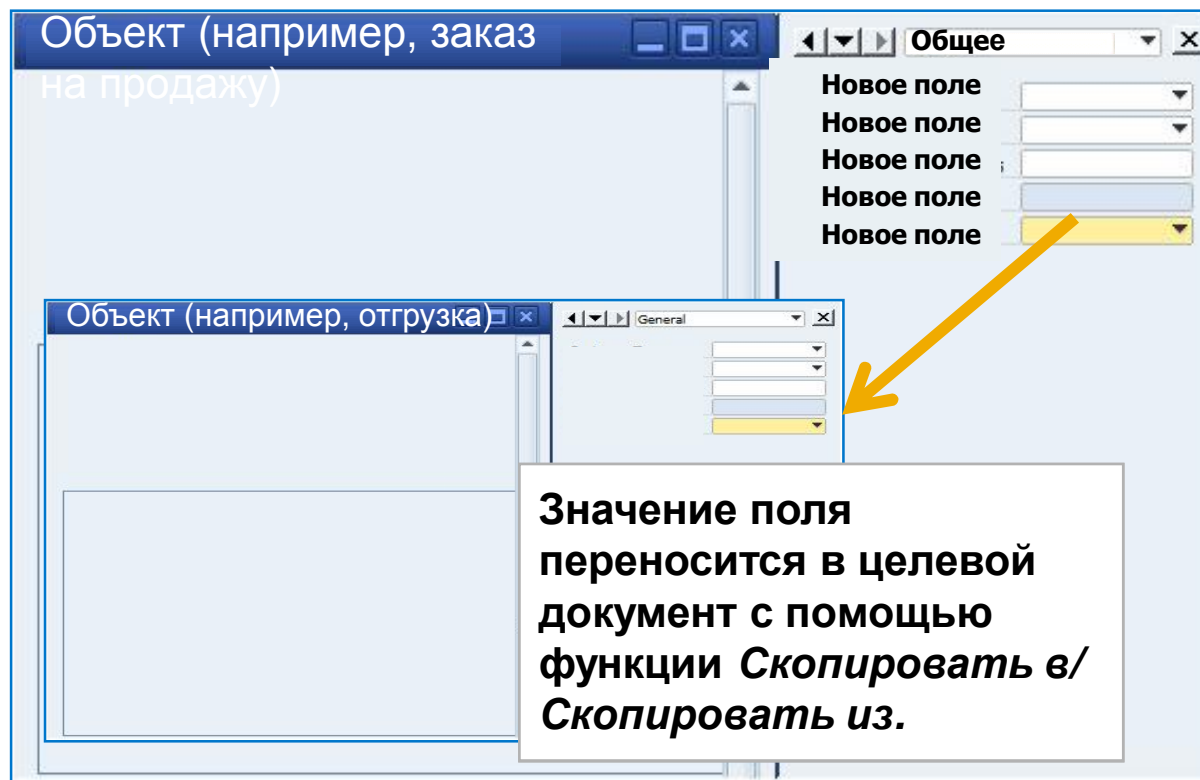 Объект (например, заказ
на продажу)
Общее
Новое поле
Новое поле
Новое поле
Новое поле
Новое поле
Объект (например, отгрузка)
General
Значение поля
переносится в целевой
документ с помощью
функции Скопировать в/
Скопировать из.